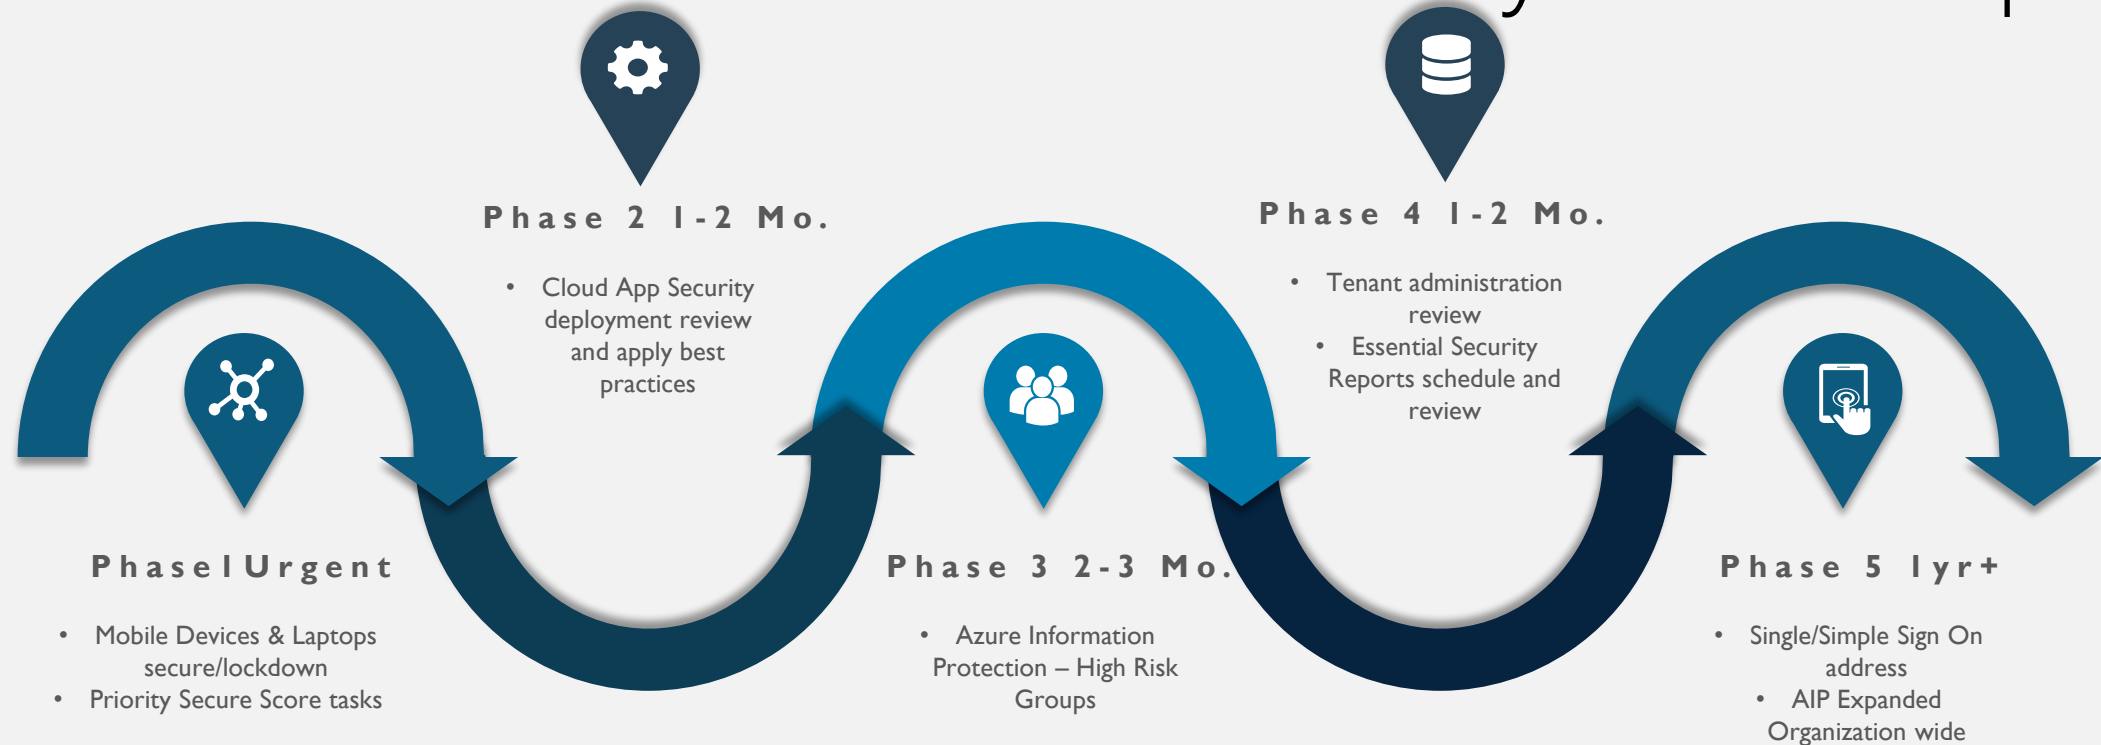 Phase 2 1-2 Mo.
• Cloud App Security
deployment review
and apply best
practices
Phase 4 1-2 Mo.
• Tenant administration
review
• Essential Security
Reports schedule and
review
Phase1Urgent
• Mobile Devices & Laptops
secure/lockdown
• Priority Secure Score tasks
Phase 3 2-3 Mo.
• Azure Information
Protection – High Risk
Groups
Phase 5 1yr+
• Single/Simple Sign On
address
• AIP Expanded
Organization wide